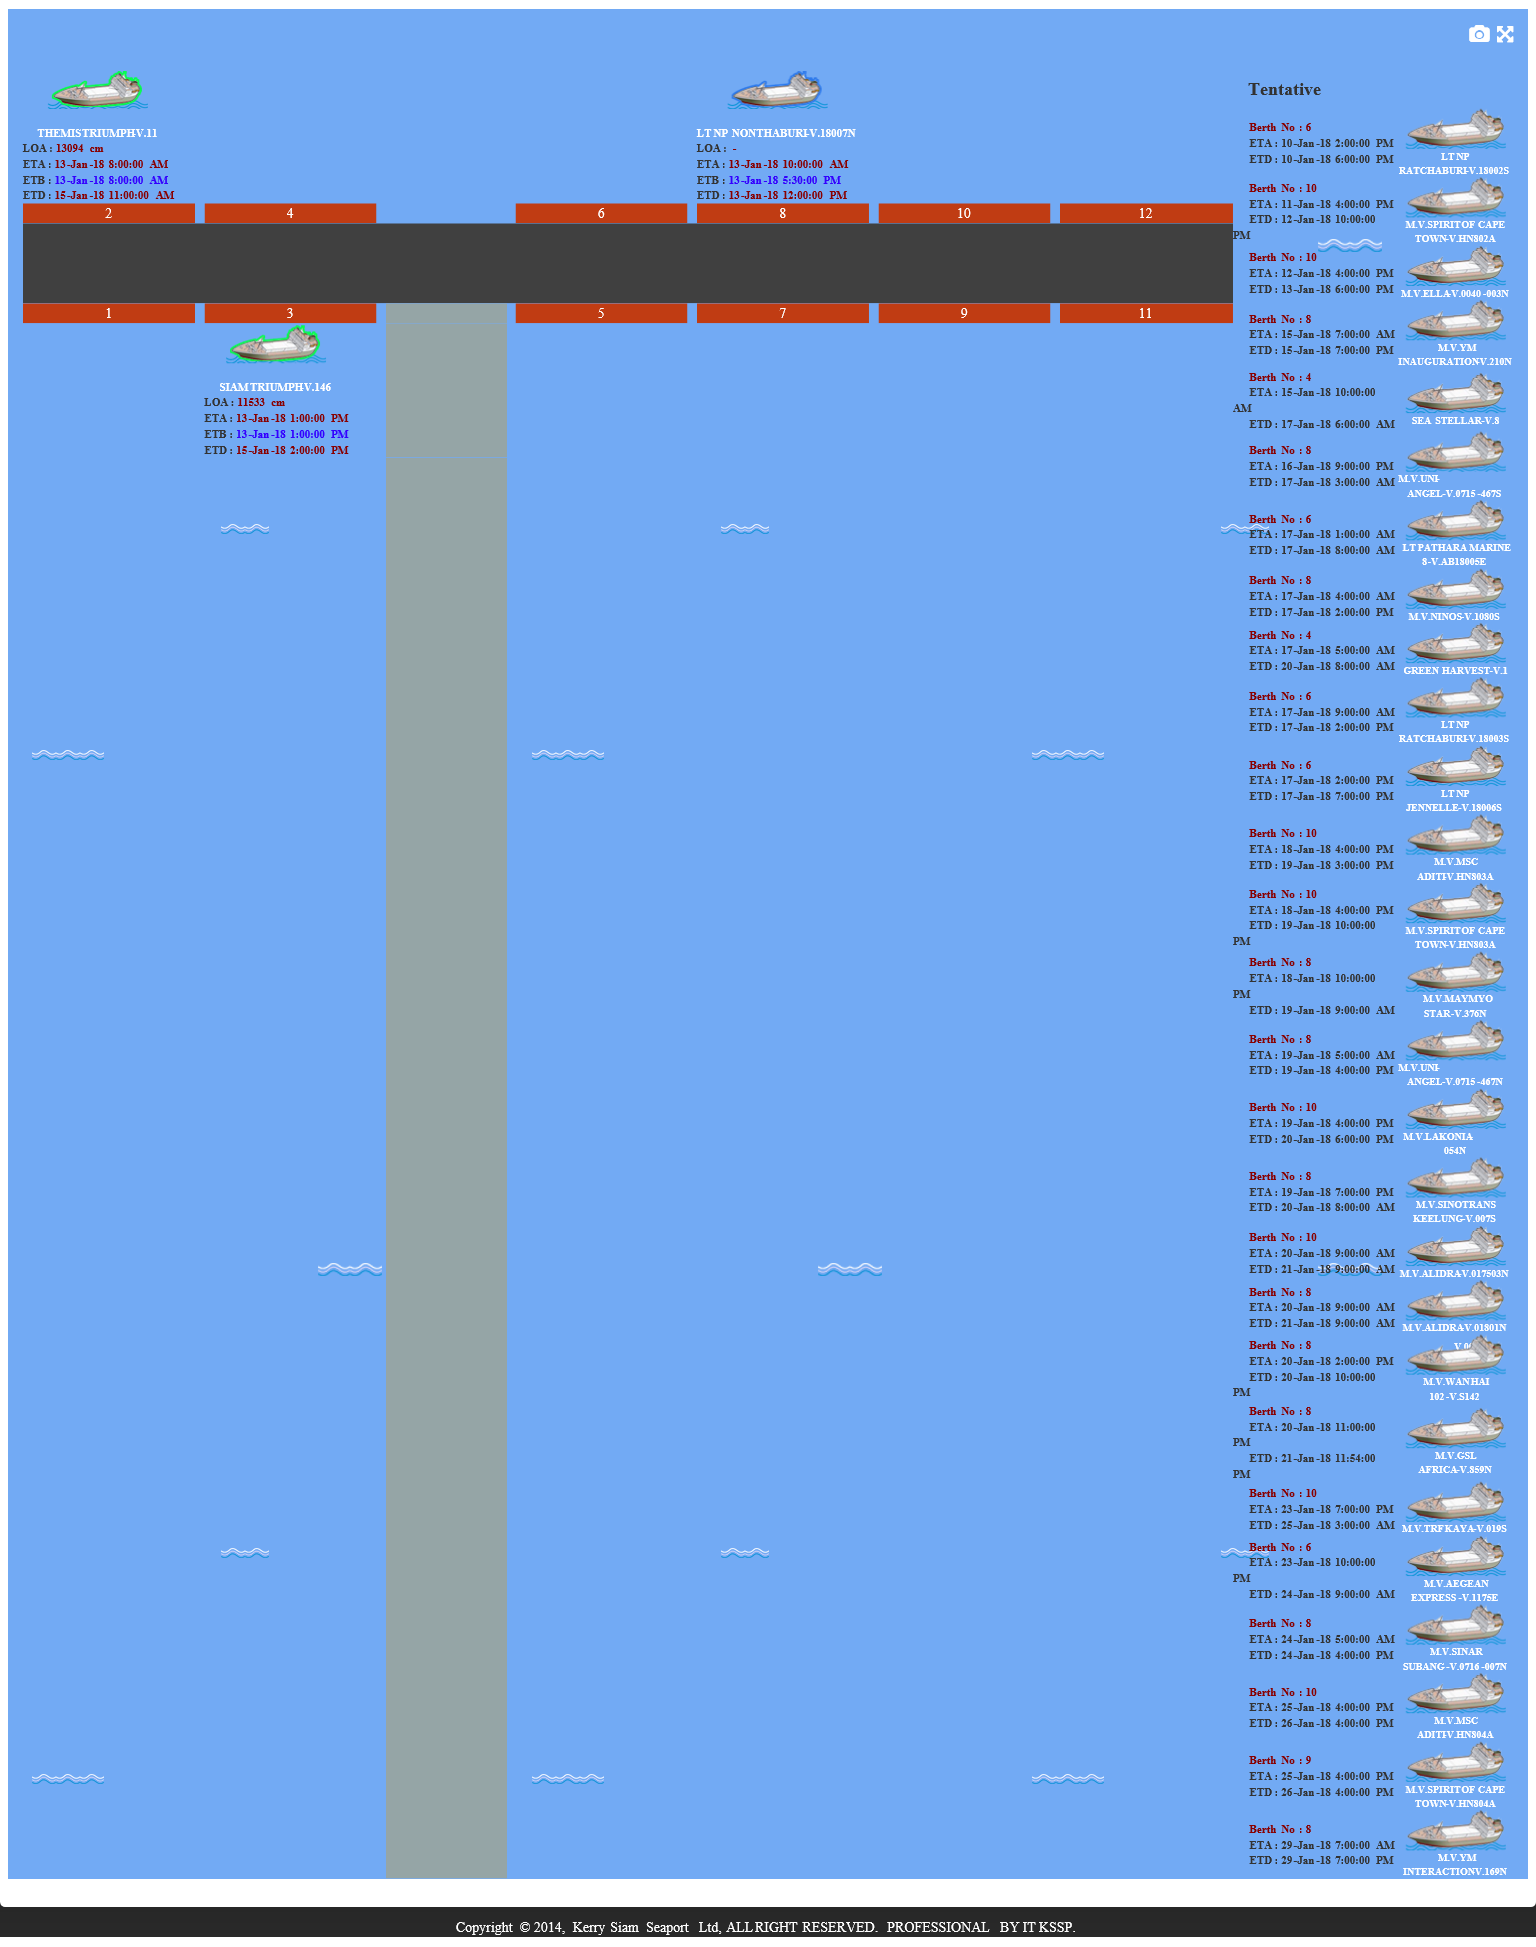 THEMISTRIUMPH-V.11
LOA : 13094 cm
ETA : 13-Jan-18 8:00:00 AM
ETB : 13-Jan-18 8:00:00 AM
ETD : 15-Jan-18 11:00:00 AM
LT NP NONTHABURI-V.18007N
LOA : -
ETA : 13-Jan-18 10:00:00 AM
ETB : 13-Jan-18 5:30:00 PM
ETD : 13-Jan-18 12:00:00 PM
2 4 6 8 10 12
1 3 5 7 9 11
SIAM TRIUMPH-V.146
LOA : 11533 cm
ETA : 13-Jan-18 1:00:00 PM
ETB : 13-Jan-18 1:00:00 PM
ETD : 15-Jan-18 2:00:00 PM
Tentative
Berth No : 6
ETA : 10-Jan-18 2:00:00 PM
ETD : 10-Jan-18 6:00:00 PM
LT NP
RATCHABURI-V.18002S
Berth No : 10
ETA : 11-Jan-18 4:00:00 PM
ETD : 12-Jan-18 10:00:00
PM
M.V.SPIRIT OF CAPE
TOWN-V.HN802A
Berth No : 10
ETA : 12-Jan-18 4:00:00 PM
ETD : 13-Jan-18 6:00:00 PM
M.V.ELLA-V.0040-003N
Berth No : 8
ETA : 15-Jan-18 7:00:00 AM
ETD : 15-Jan-18 7:00:00 PM
M.V.YM
INAUGURATION-V.210N
Berth No : 4
ETA : 15-Jan-18 10:00:00
AM
ETD : 17-Jan-18 6:00:00 AM
SEA STELLAR-V.8
Berth No : 8
ETA : 16-Jan-18 9:00:00 PM
ETD : 17-Jan-18 3:00:00 AM
M.V.UNI-
ANGEL-V.0715-467S
Berth No : 6
ETA : 17-Jan-18 1:00:00 AM
ETD : 17-Jan-18 8:00:00 AM
LT PATHARA MARINE
8-V.AB18005E
Berth No : 8
ETA : 17-Jan-18 4:00:00 AM
ETD : 17-Jan-18 2:00:00 PM
M.V.NINOS-V.1080S
Berth No : 4
ETA : 17-Jan-18 5:00:00 AM
ETD : 20-Jan-18 8:00:00 AM
GREEN HARVEST-V.1
Berth No : 6
ETA : 17-Jan-18 9:00:00 AM
ETD : 17-Jan-18 2:00:00 PM
LT NP
RATCHABURI-V.18003S
Berth No : 6
ETA : 17-Jan-18 2:00:00 PM
ETD : 17-Jan-18 7:00:00 PM
LT NP
JENNELLE-V.18006S
Berth No : 10
ETA : 18-Jan-18 4:00:00 PM
ETD : 19-Jan-18 3:00:00 PM
M.V.MSC
ADITI-V.HN803A
Berth No : 10
ETA : 18-Jan-18 4:00:00 PM
ETD : 19-Jan-18 10:00:00
PM
M.V.SPIRIT OF CAPE
TOWN-V.HN803A
Berth No : 8
ETA : 18-Jan-18 10:00:00
PM
ETD : 19-Jan-18 9:00:00 AM
M.V.MAYMYO
STAR-V.376N
Berth No : 8
ETA : 19-Jan-18 5:00:00 AM
ETD : 19-Jan-18 4:00:00 PM
M.V.UNI-
ANGEL-V.0715-467N
Berth No : 10
ETA : 19-Jan-18 4:00:00 PM
ETD : 20-Jan-18 6:00:00 PM
M.V.LAKONIA
054N
Berth No : 8
ETA : 19-Jan-18 7:00:00 PM
ETD : 20-Jan-18 8:00:00 AM
M.V.SINOTRANS
KEELUNG-V.007S
Berth No : 10
ETA : 20-Jan-18 9:00:00 AM
ETD : 21-Jan-18 9:00:00 AM
M.V.ALIDRA-V.017503N
Berth No : 8
ETA : 20-Jan-18 9:00:00 AM
ETD : 21-Jan-18 9:00:00 AM
M.V.ALIDRA-V.01801N
Berth No : 8
ETA : 20-Jan-18 2:00:00 PM
ETD : 20-Jan-18 10:00:00
PM
M.V.WAN HAI
102 -V.S142
Berth No : 8
ETA : 20-Jan-18 11:00:00
PM
ETD : 21-Jan-18 11:54:00
PM
M.V.GSL
AFRICA-V.859N
Berth No : 10
ETA : 23-Jan-18 7:00:00 PM
ETD : 25-Jan-18 3:00:00 AM
M.V.TRF KAYA-V.019S
Berth No : 6
ETA : 23-Jan-18 10:00:00
PM
ETD : 24-Jan-18 9:00:00 AM
M.V.AEGEAN
EXPRESS -V.1175E
Berth No : 8
ETA : 24-Jan-18 5:00:00 AM
ETD : 24-Jan-18 4:00:00 PM
M.V.SINAR
SUBANG -V.0716-007N
Berth No : 10
ETA : 25-Jan-18 4:00:00 PM
ETD : 26-Jan-18 4:00:00 PM
M.V.MSC
ADITI-V.HN804A
Berth No : 9
ETA : 25-Jan-18 4:00:00 PM
ETD : 26-Jan-18 4:00:00 PM
M.V.SPIRIT OF CAPE
TOWN-V.HN804A
Berth No : 8
ETA : 29-Jan-18 7:00:00 AM
ETD : 29-Jan-18 7:00:00 PM
M.V.YM
INTERACTIONV.169N
Copyright © 2014, Kerry Siam Seaport Ltd, ALL RIGHT RESERVED. PROFESSIONAL BY IT KSSP.